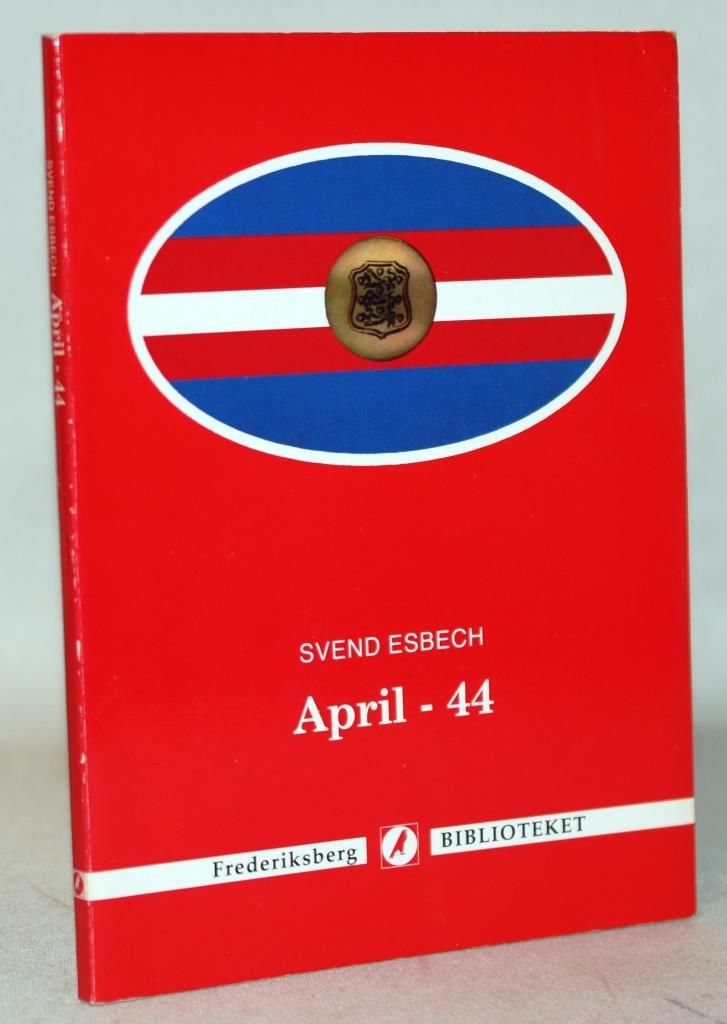 SVEND ESBECH April - 44
SVEND ESBECH
April - 44
Frederiksberg BIBLIOTEKET